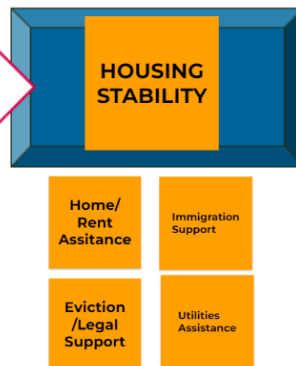 HOUSING
STABILITY
Home/
Rent
Assitance
Immigration
Support
Eviction
/Legal
Support
Utilities
Assistance